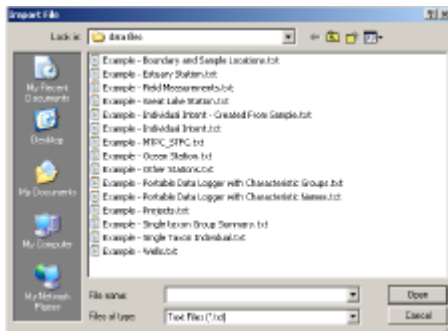 Import File
Look in: data files
My Recent Documents
Desktop
My Documents
My Computer
My Network Places
Example - Boundary and Sample Locations.txt
Example - Estuary Station.txt
Example - Field Measurements.txt
Example - Great Lake Station.txt
Example - Individual Intent - Created From Sample.txt
Example - Individual Intent.txt
Example - MTPC_STPC.txt
Example - Ocean Station.txt
Example - Other Stations.txt
Example - Portable Data Logger with Characteristic Groups.txt
Example - Portable Data Logger with Characteristic Names.txt
Example - Projects.txt
Example - Single taxon Group Summary.txt
Example - Single Taxon Individual.txt
Example - Wells.txt
File name:
Open
Files of type: Text Files (*.txt)
Cancel